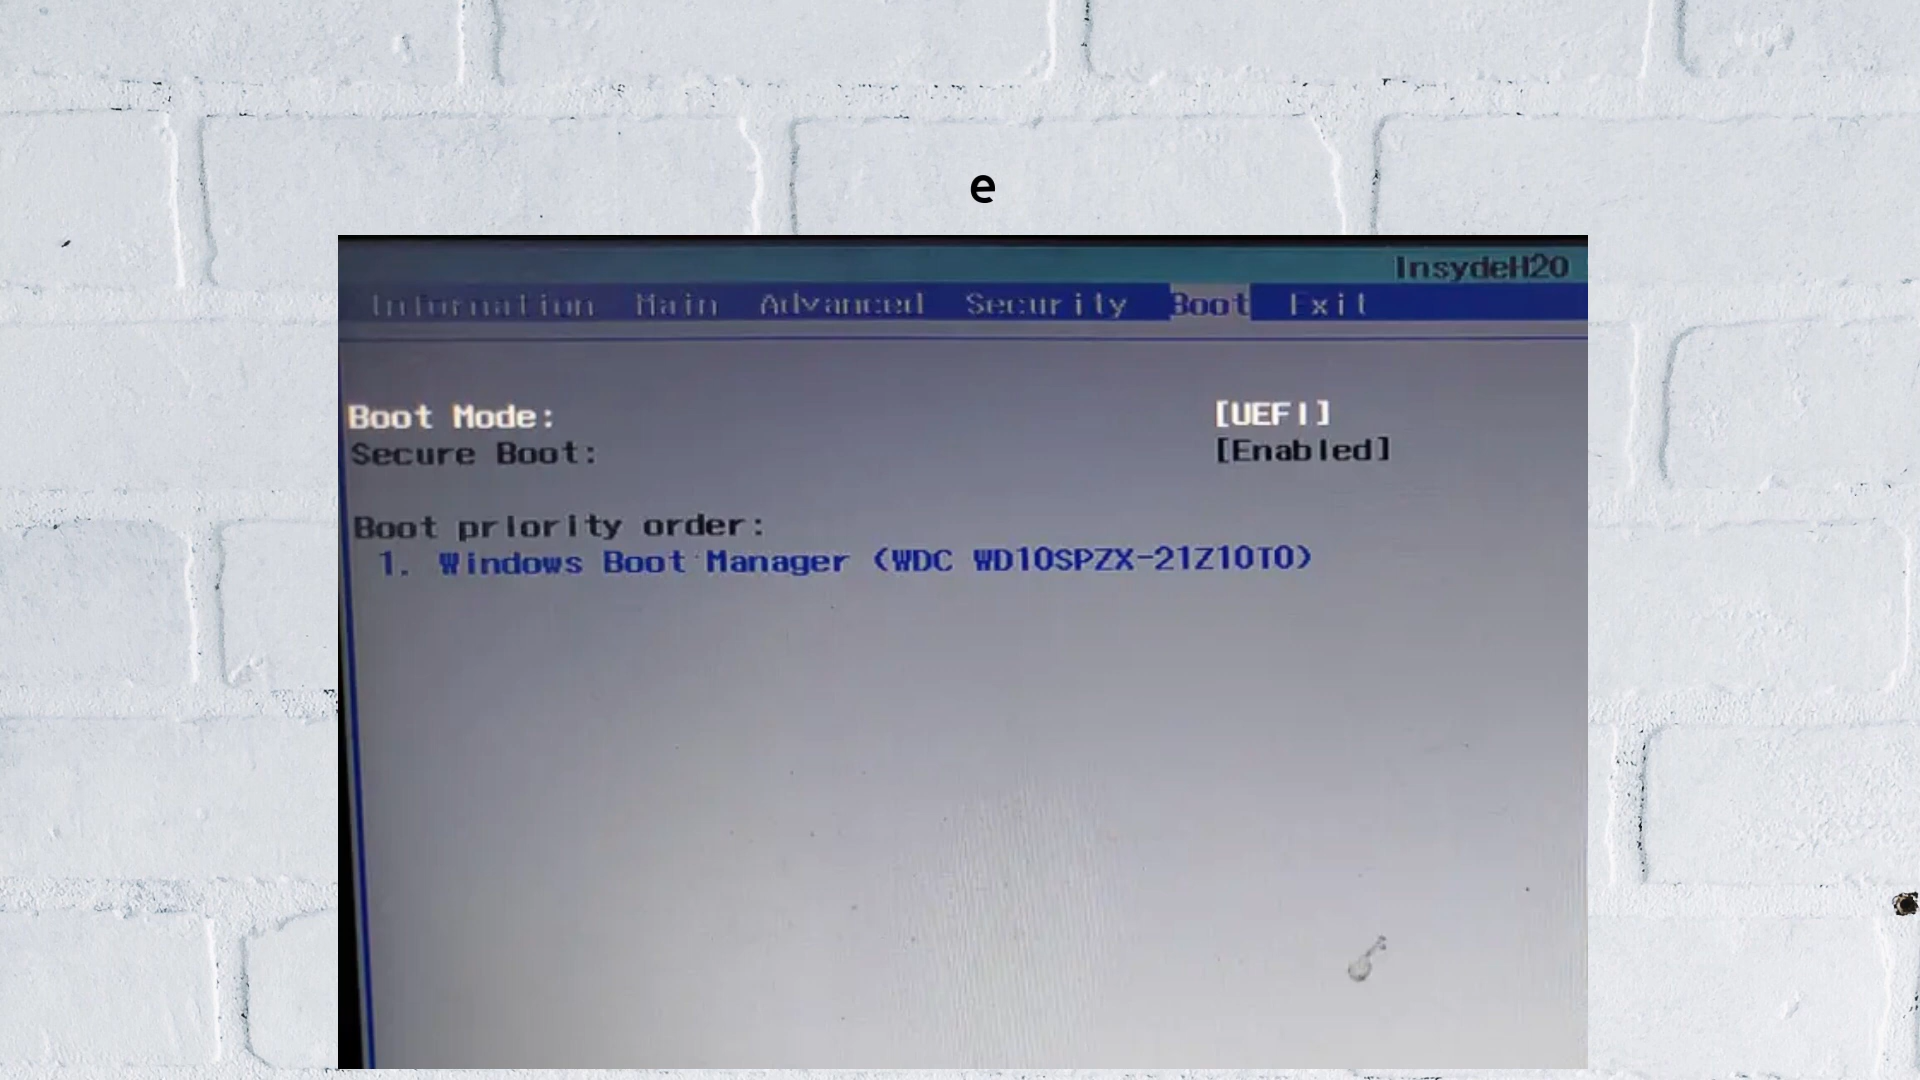 e
InsydeH20
Information Main Advanced Security Boot Exit
Boot Mode: [UEFI]
Secure Boot: [Enabled]
Boot priority order:
1. Windows Boot Manager (WDC WD10SPZX-21Z10T0)